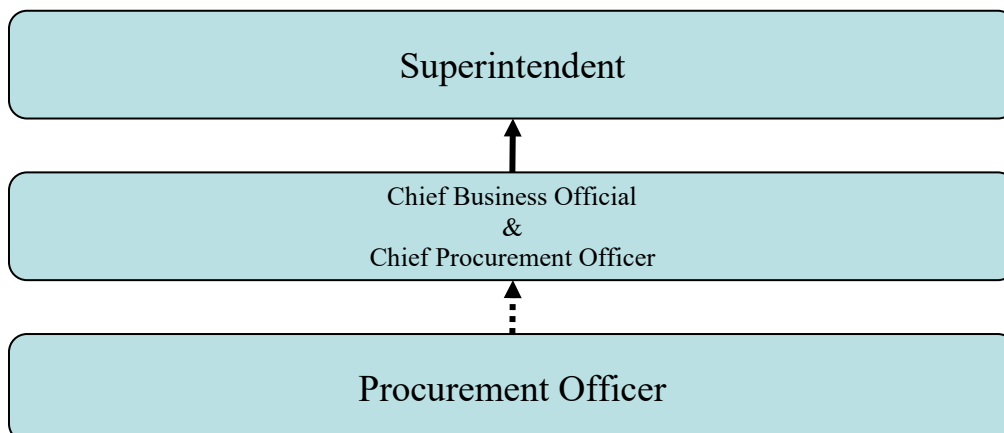 Superintendent
Chief Business Official
&
Chief Procurement Officer
Procurement Officer